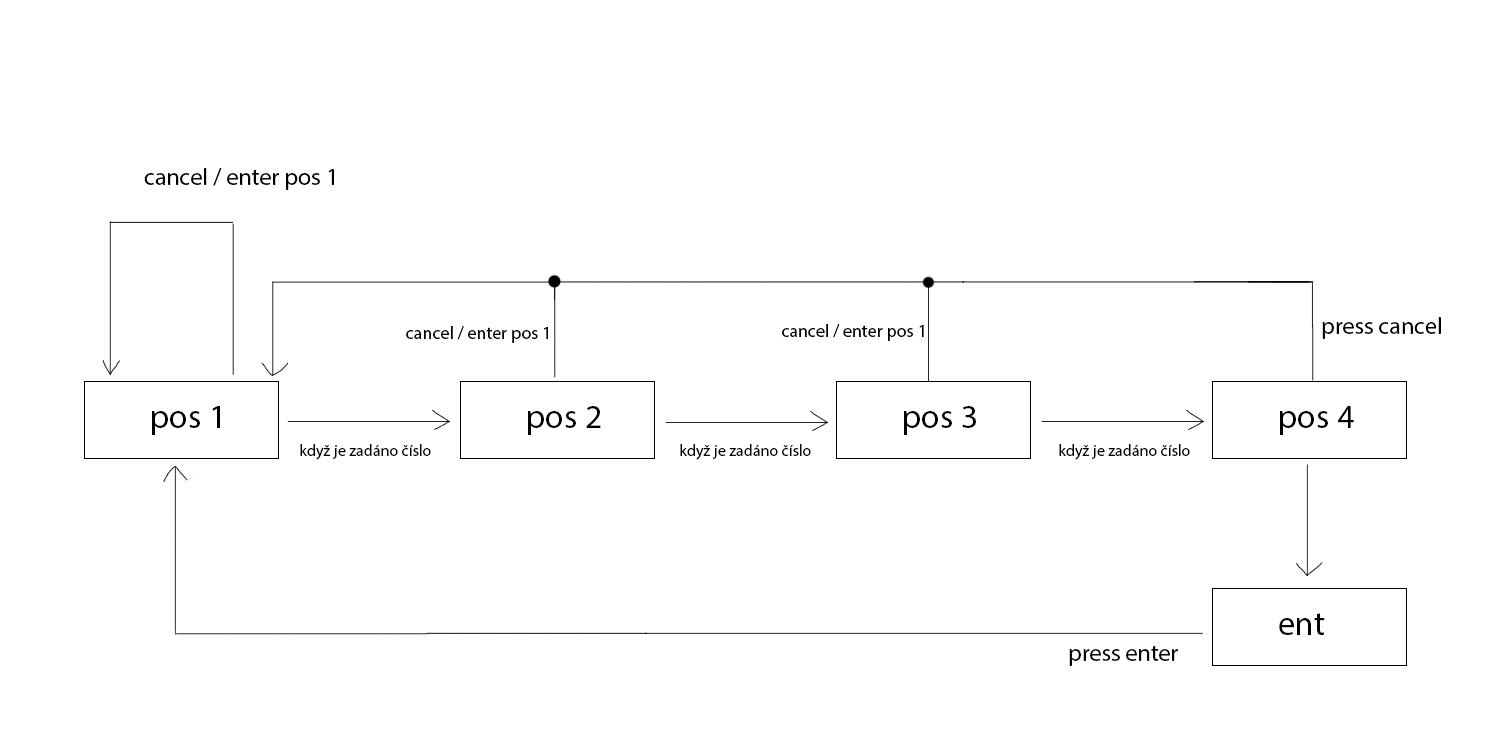 cancel / enter pos 1
cancel / enter pos 1
cancel / enter pos 1
press cancel
pos 1
pos 2
pos 3
pos 4
když je zadáno číslo
když je zadáno číslo
když je zadáno číslo
ent
press enter